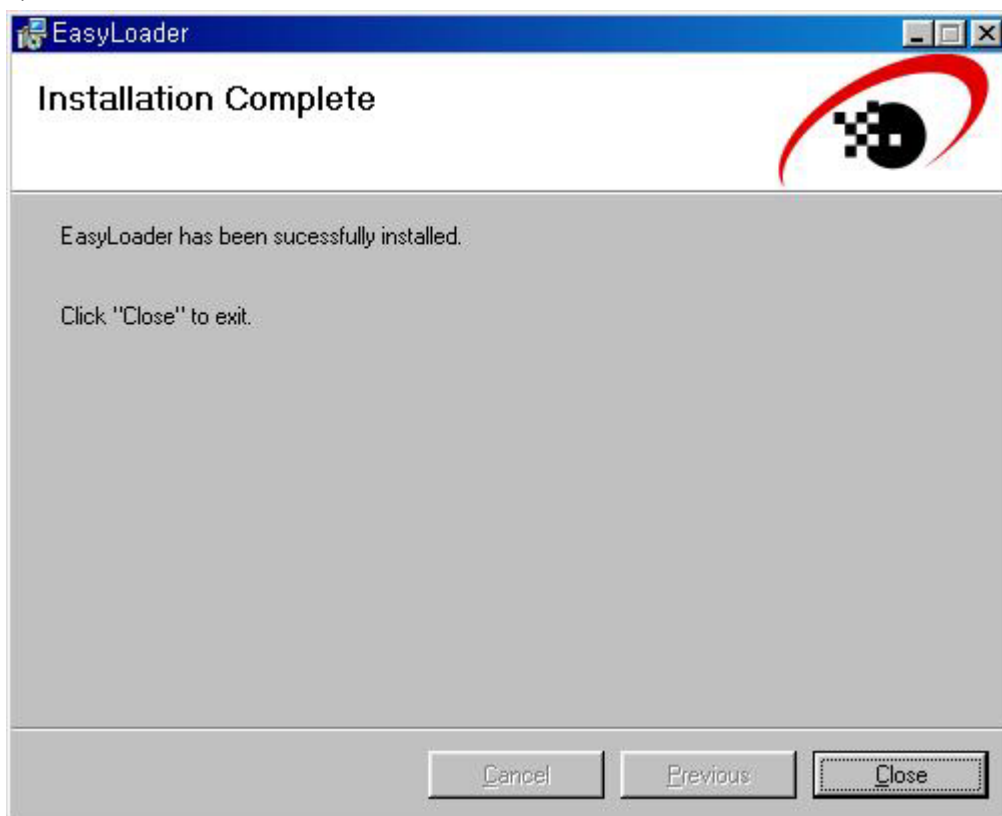 EasyLoader
Installation Complete
EasyLoader has been sucessfully installed.
Click "Close" to exit.
Cancel
Previous
Close